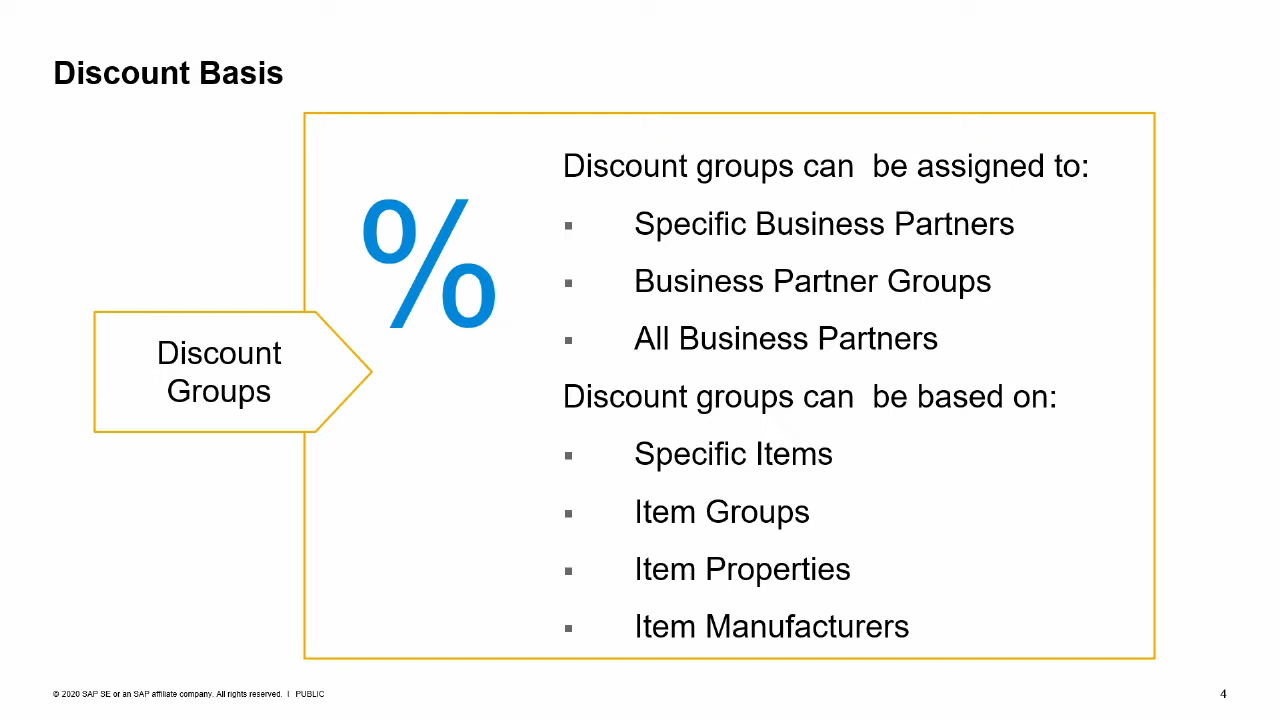 Discount Basis
%
Discount
Groups
Discount groups can  be assigned to:
▪ Specific Business Partners
▪ Business Partner Groups
▪ All Business Partners
Discount groups can  be based on:
▪ Specific Items
▪ Item Groups
▪ Item Properties
▪ Item Manufacturers
© 2020 SAP SE or an SAP affiliate company. All rights reserved. I PUBLIC
4